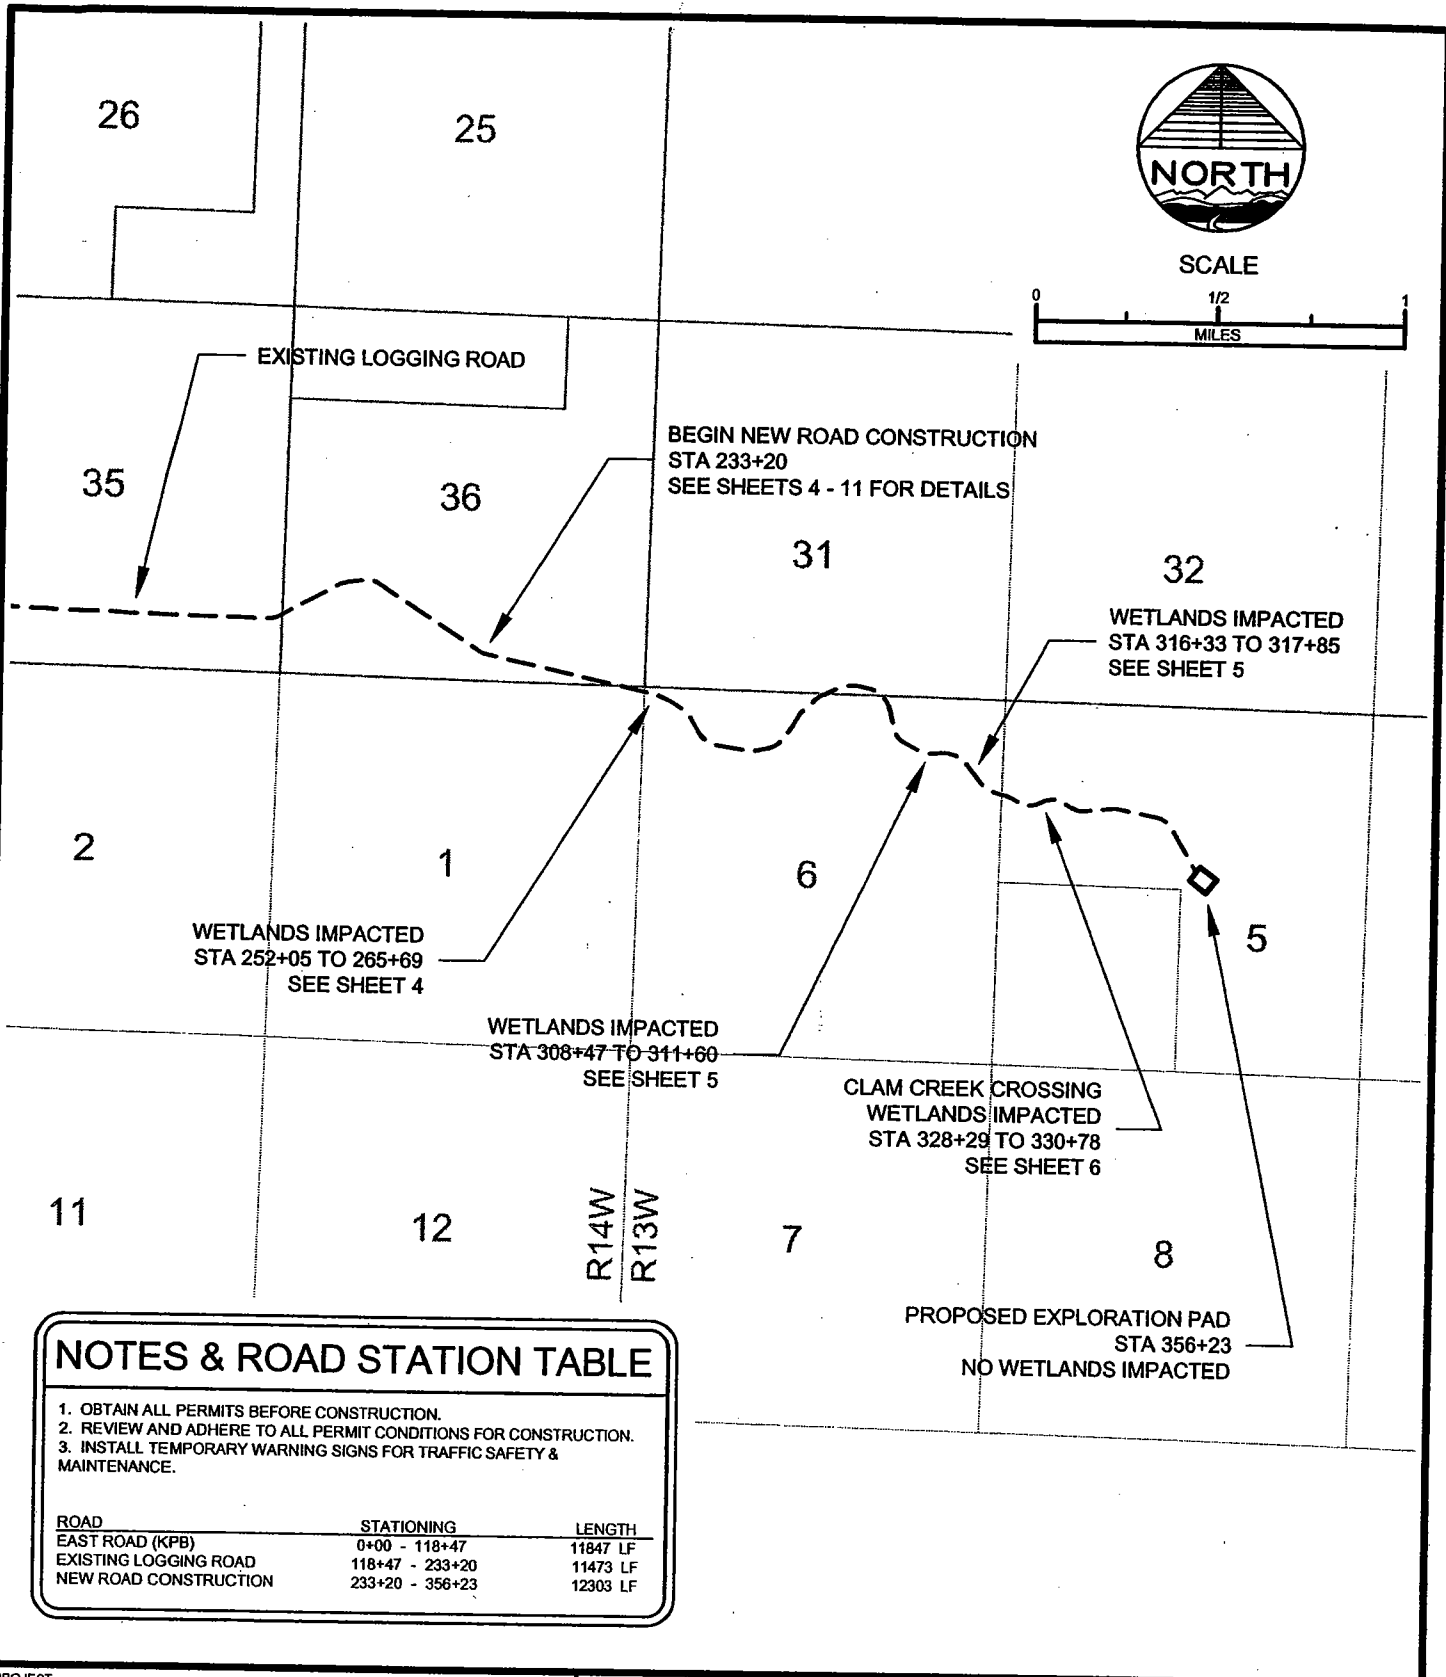 26
25
NORTH
SCALE
0 1/2 1
MILES
EXISTING LOGGING ROAD
BEGIN NEW ROAD CONSTRUCTION
STA 233+20
SEE SHEETS 4 - 11 FOR DETAILS
35
36
31
32
WETLANDS IMPACTED
STA 316+33 TO 317+85
SEE SHEET 5
2
1
6
5
WETLANDS IMPACTED
STA 252+05 TO 265+69
SEE SHEET 4
WETLANDS IMPACTED
STA 308+47 TO 311+60
SEE SHEET 5
CLAM CREEK CROSSING
WETLANDS IMPACTED
STA 328+29 TO 330+78
SEE SHEET 6
11
12
R14W
R13W
7
8
PROPOSED EXPLORATION PAD
STA 356+23
NO WETLANDS IMPACTED
NOTES & ROAD STATION TABLE
1. OBTAIN ALL PERMITS BEFORE CONSTRUCTION.
2. REVIEW AND ADHERE TO ALL PERMIT CONDITIONS FOR CONSTRUCTION.
3. INSTALL TEMPORARY WARNING SIGNS FOR TRAFFIC SAFETY &
MAINTENANCE.
ROAD STATIONING LENGTH
EAST ROAD (KPB) 0+00 - 118+47 11847 LF
EXISTING LOGGING ROAD 118+47 - 233+20 11473 LF
NEW ROAD CONSTRUCTION 233+20 - 356+23 12303 LF